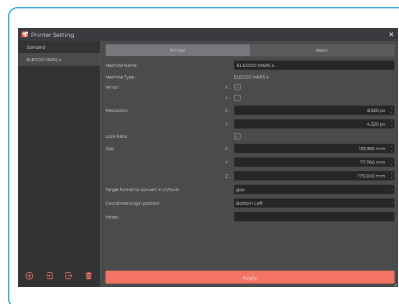 Printer Setting
Standard
ELEGOO MARS 4
Printer
Resin
Machine Name :
ELEGOO MARS 4
Machine Type :
ELEGOO MARS 4
Mirror :
X :
Y :
Resolution :
X :
8,520 px
Y :
4,320 px
Lock Ratio :
Size :
X :
153.360 mm
Y :
77.760 mm
Z :
175.000 mm
Target format to convert in UVtools :
goo
Coordinate origin position :
Bottom Left
Notes :
Apply